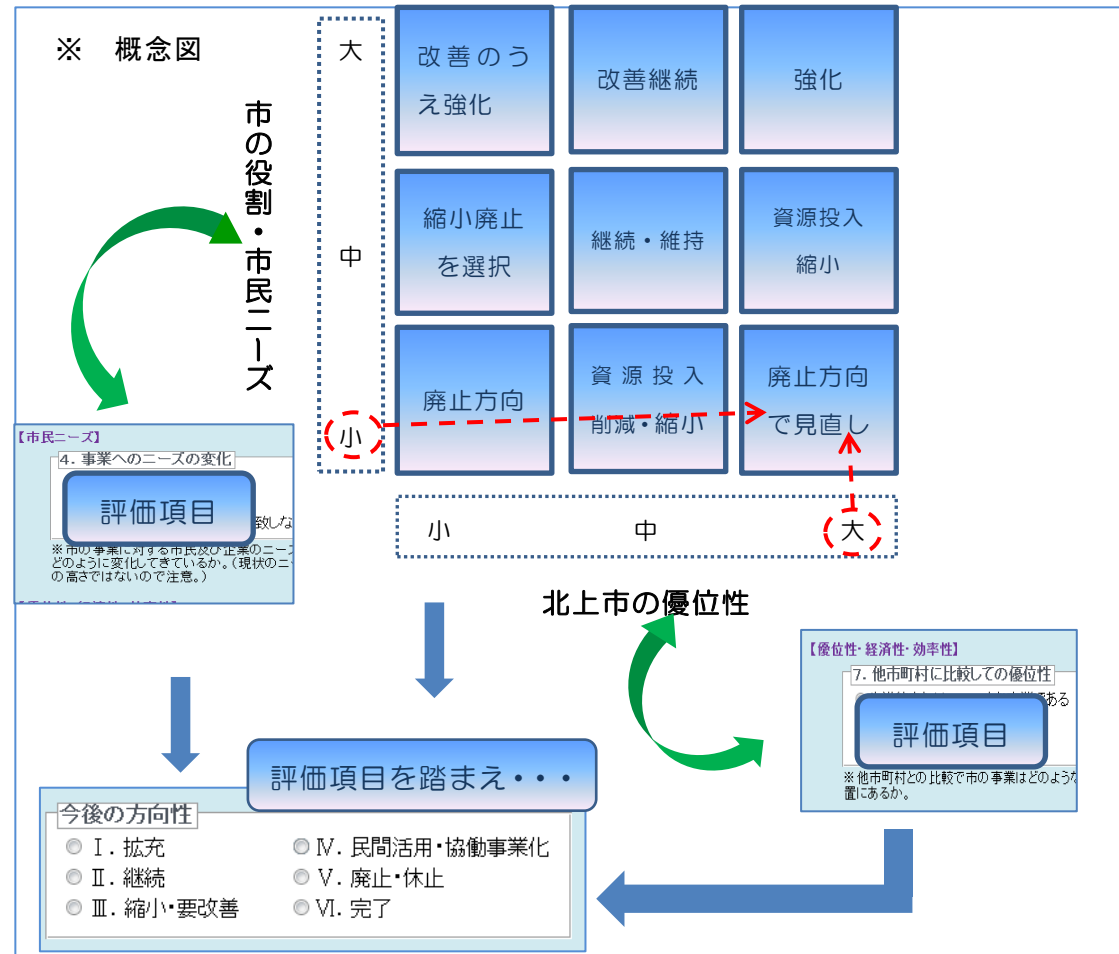 ※ 概念図
大
改善のう
え強化
改善継続
強化
市の役割・市民ニーズ
中
縮小廃止
を選択
継続・維持
資源投入
縮小
小
廃止方向
資源投入
削減・縮小
廃止方向
で見直し
小 中 大
北上市の優位性
【市民ニーズ】
4. 事業へのニーズの変化
評価項目
致しな
※市の事業に対する市民及び企業のニーズ
どのように変化してきているか。(現状のニー
の高さではないので注意。)
【優位性・経済性・効率性】
7. 他市町村に比較しての優位性
ある
評価項目
※他市町村との比較で市の事業はどのような
置にあるか。
評価項目を踏まえ・・・
今後の方向性
Ⅰ. 拡充
Ⅱ. 継続
Ⅲ. 縮小・要改善
Ⅳ. 民間活用・協働事業化
Ⅴ. 廃止・休止
Ⅵ. 完了